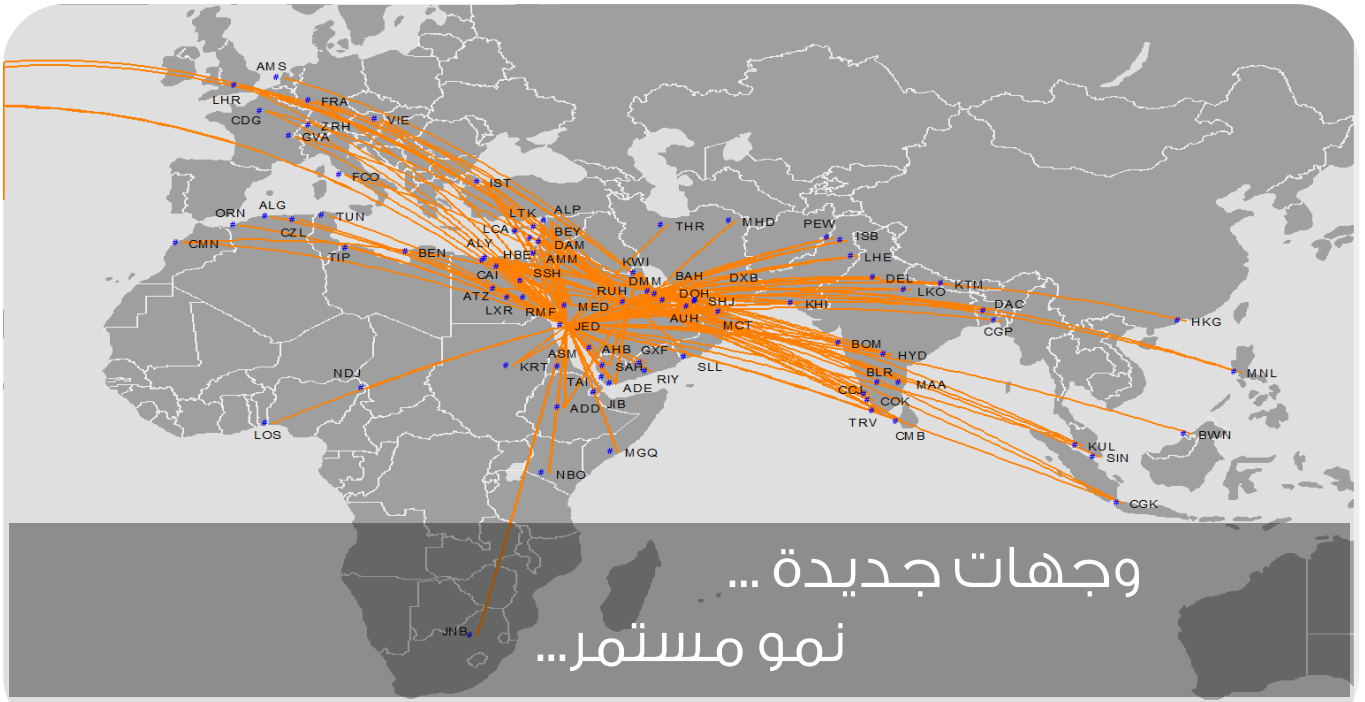 AMS
LHR
FRA
CDG
ZRH
VIE
GVA
FCO
IST
ORN
ALG
TUN
LTK
ALP
CMN
CZL
TIP
BEN
LCA
BEY
THR
MHD
PEW
ISB
ALY
HBE
DAM
AMM
LHE
CAI
SSH
KWI
DMM
BAH
DXB
DEL
LKO
KTM
ATZ
RUH
DOH
SHJ
KHI
DAC
LXR
RMF
MED
AUH
MCT
CGP
HKG
JED
BOM
HYD
ASM
AHB
GXF
SLL
NDJ
KRT
SAH
RIY
BLR
MAA
MNL
TAI
ADE
CCJ
COK
ADD
JIB
TRV
CMB
LOS
BWN
MGQ
KUL
SIN
NBO
CGK
JNB
وجهات جديدة ...
نمو مستمر...